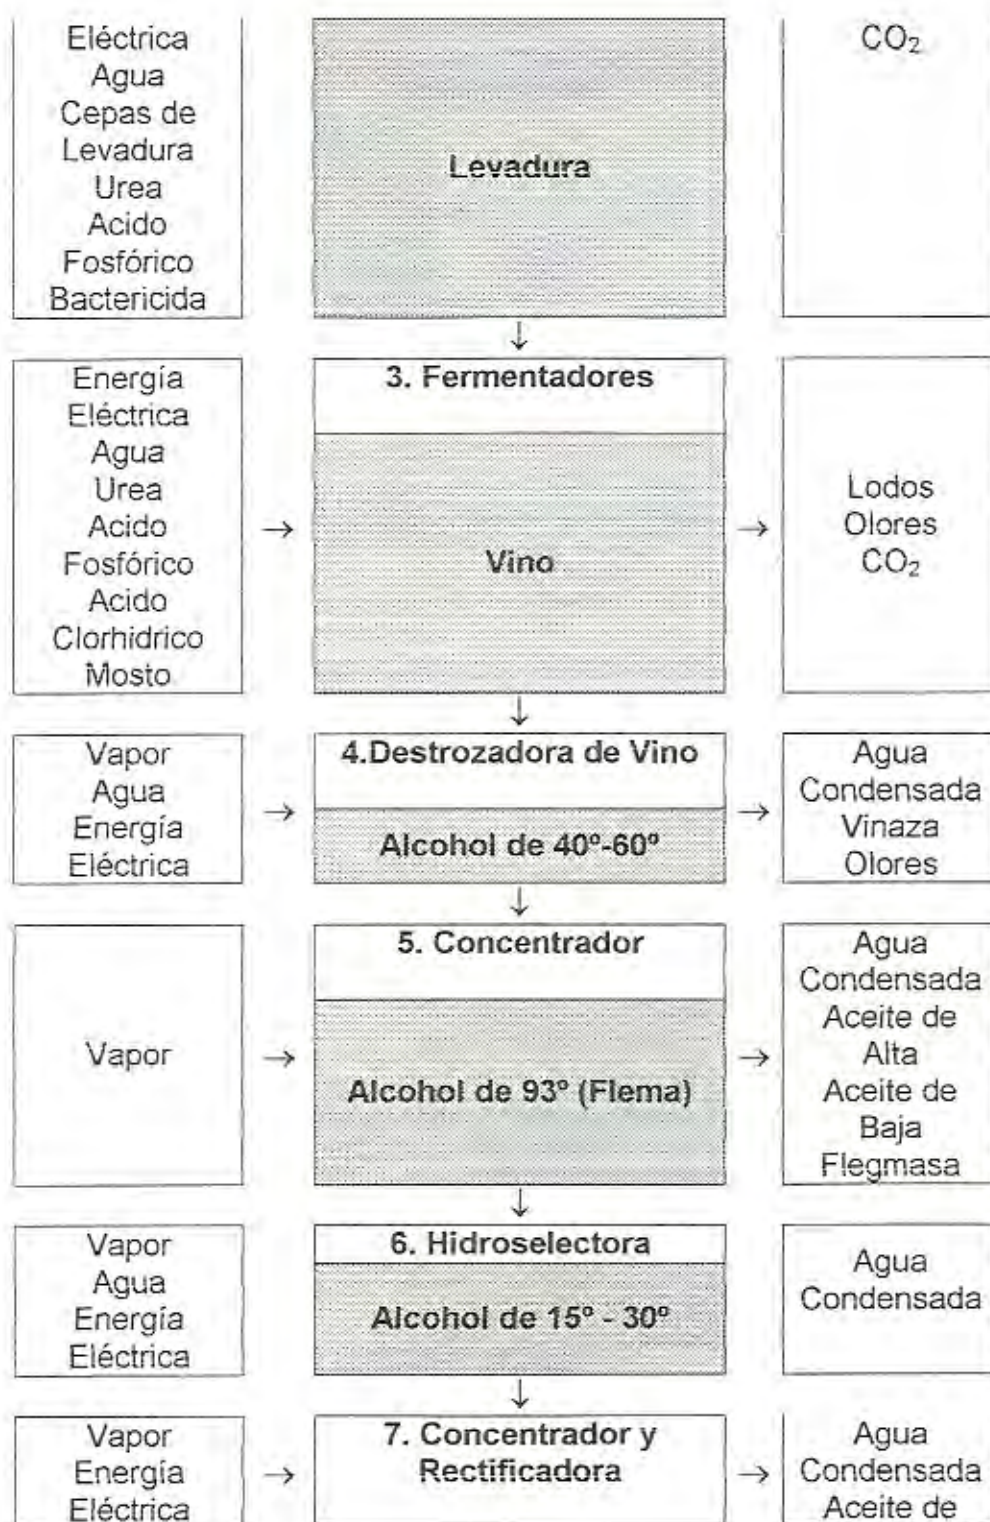 Eléctrica
Agua
Cepas de
Levadura
Urea
Acido
Fosfórico
Bactericida
Levadura
CO₂
↓
Energía
Eléctrica
Agua
Urea
Acido
Fosfórico
Acido
Clorhidrico
Mosto
→
3. Fermentadores
Vino
→
Lodos
Olores
CO₂
↓
Vapor
Agua
Energía
Eléctrica
→
4.Destrozadora de Vino
Alcohol de 40º-60º
→
Agua
Condensada
Vinaza
Olores
↓
Vapor
→
5. Concentrador
Alcohol de 93º (Flema)
→
Agua
Condensada
Aceite de
Alta
Aceite de
Baja
Flegmasa
↓
Vapor
Agua
Energía
Eléctrica
6. Hidroselectora
Alcohol de 15º - 30º
Agua
Condensada
↓
Vapor
Energía
Eléctrica
→
7. Concentrador y
Rectificadora
→
Agua
Condensada
Aceite de